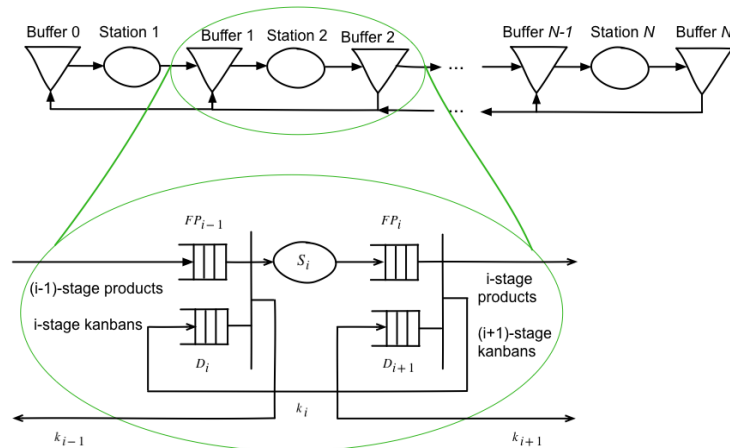 Buffer 0
Station 1
Buffer 1
Station 2
Buffer 2
Buffer N-1
Station N
Buffer N
...
...
FP_{i-1}
FP_i
S_i
(i-1)-stage products
i-stage
products
i-stage kanbans
(i+1)-stage
kanbans
D_i
D_{i+1}
k_i
k_{i-1}
k_{i+1}